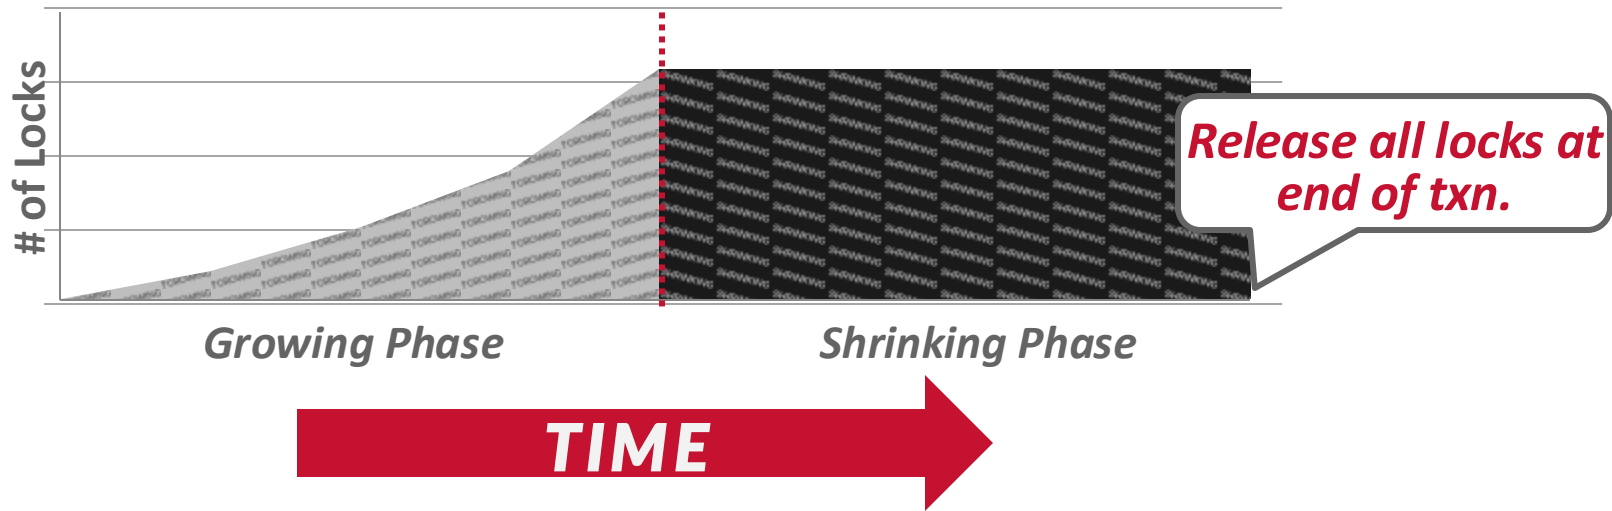 # of Locks
Release all locks at
end of txn.
Growing Phase
Shrinking Phase
TIME